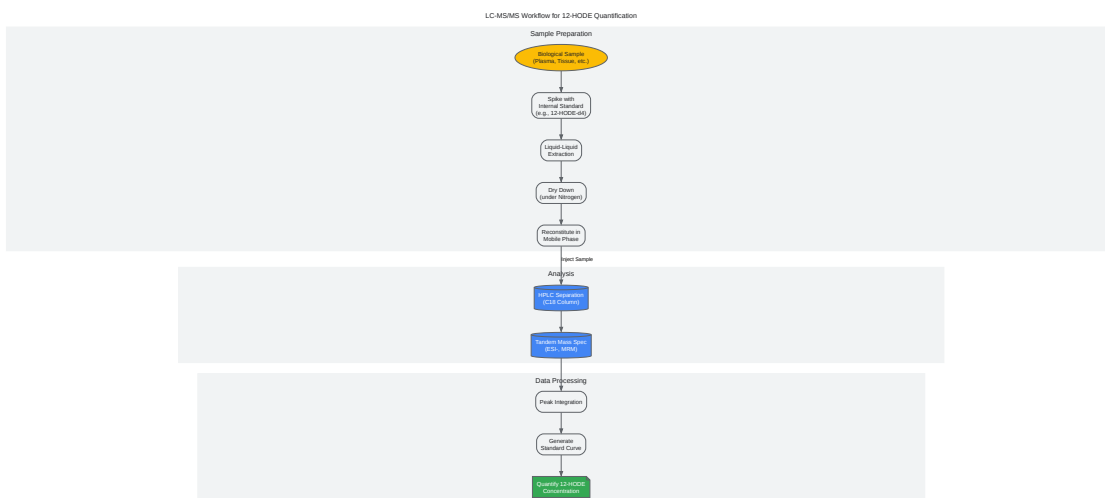 LC-MS/MS Workflow for 12-HODE Quantification
Sample Preparation
Biological Sample
(Plasma, Tissue, etc.)
Spike with
Internal Standard
(e.g., 12-HODE-d4)
Liquid-Liquid
Extraction
Dry Down
(under Nitrogen)
Reconstitute in
Mobile Phase
Inject Sample
Analysis
HPLC Separation
(C18 Column)
Tandem Mass Spec
(ESI-, MRM)
Data Processing
Peak Integration
Generate
Standard Curve
Quantify 12-HODE
Concentration